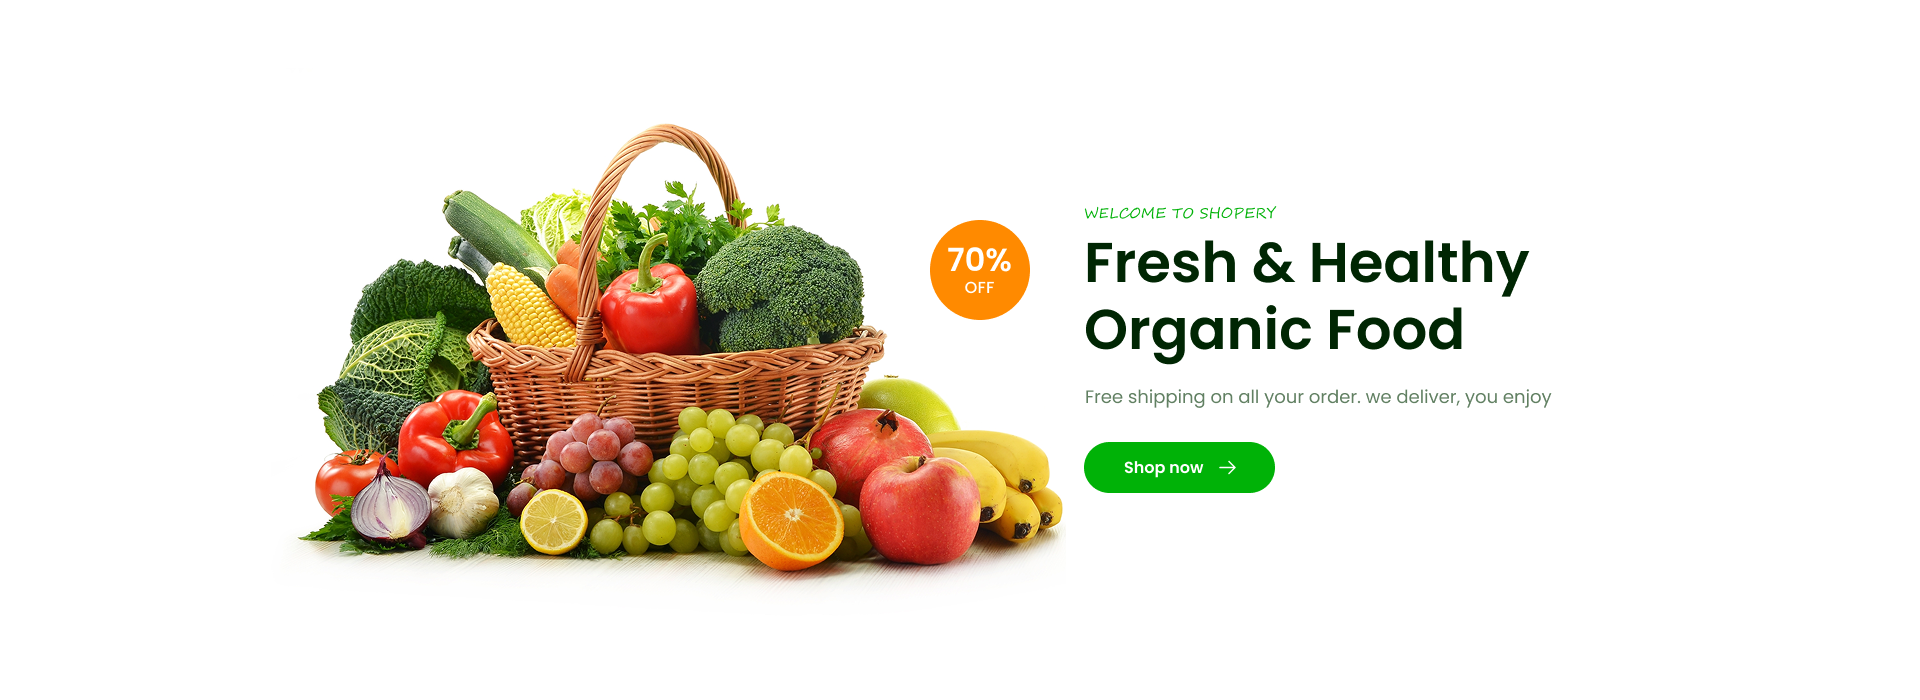 70%
OFF
WELCOME TO SHOPERY
Fresh & Healthy
Organic Food
Free shipping on all your order. we deliver, you enjoy
Shop now